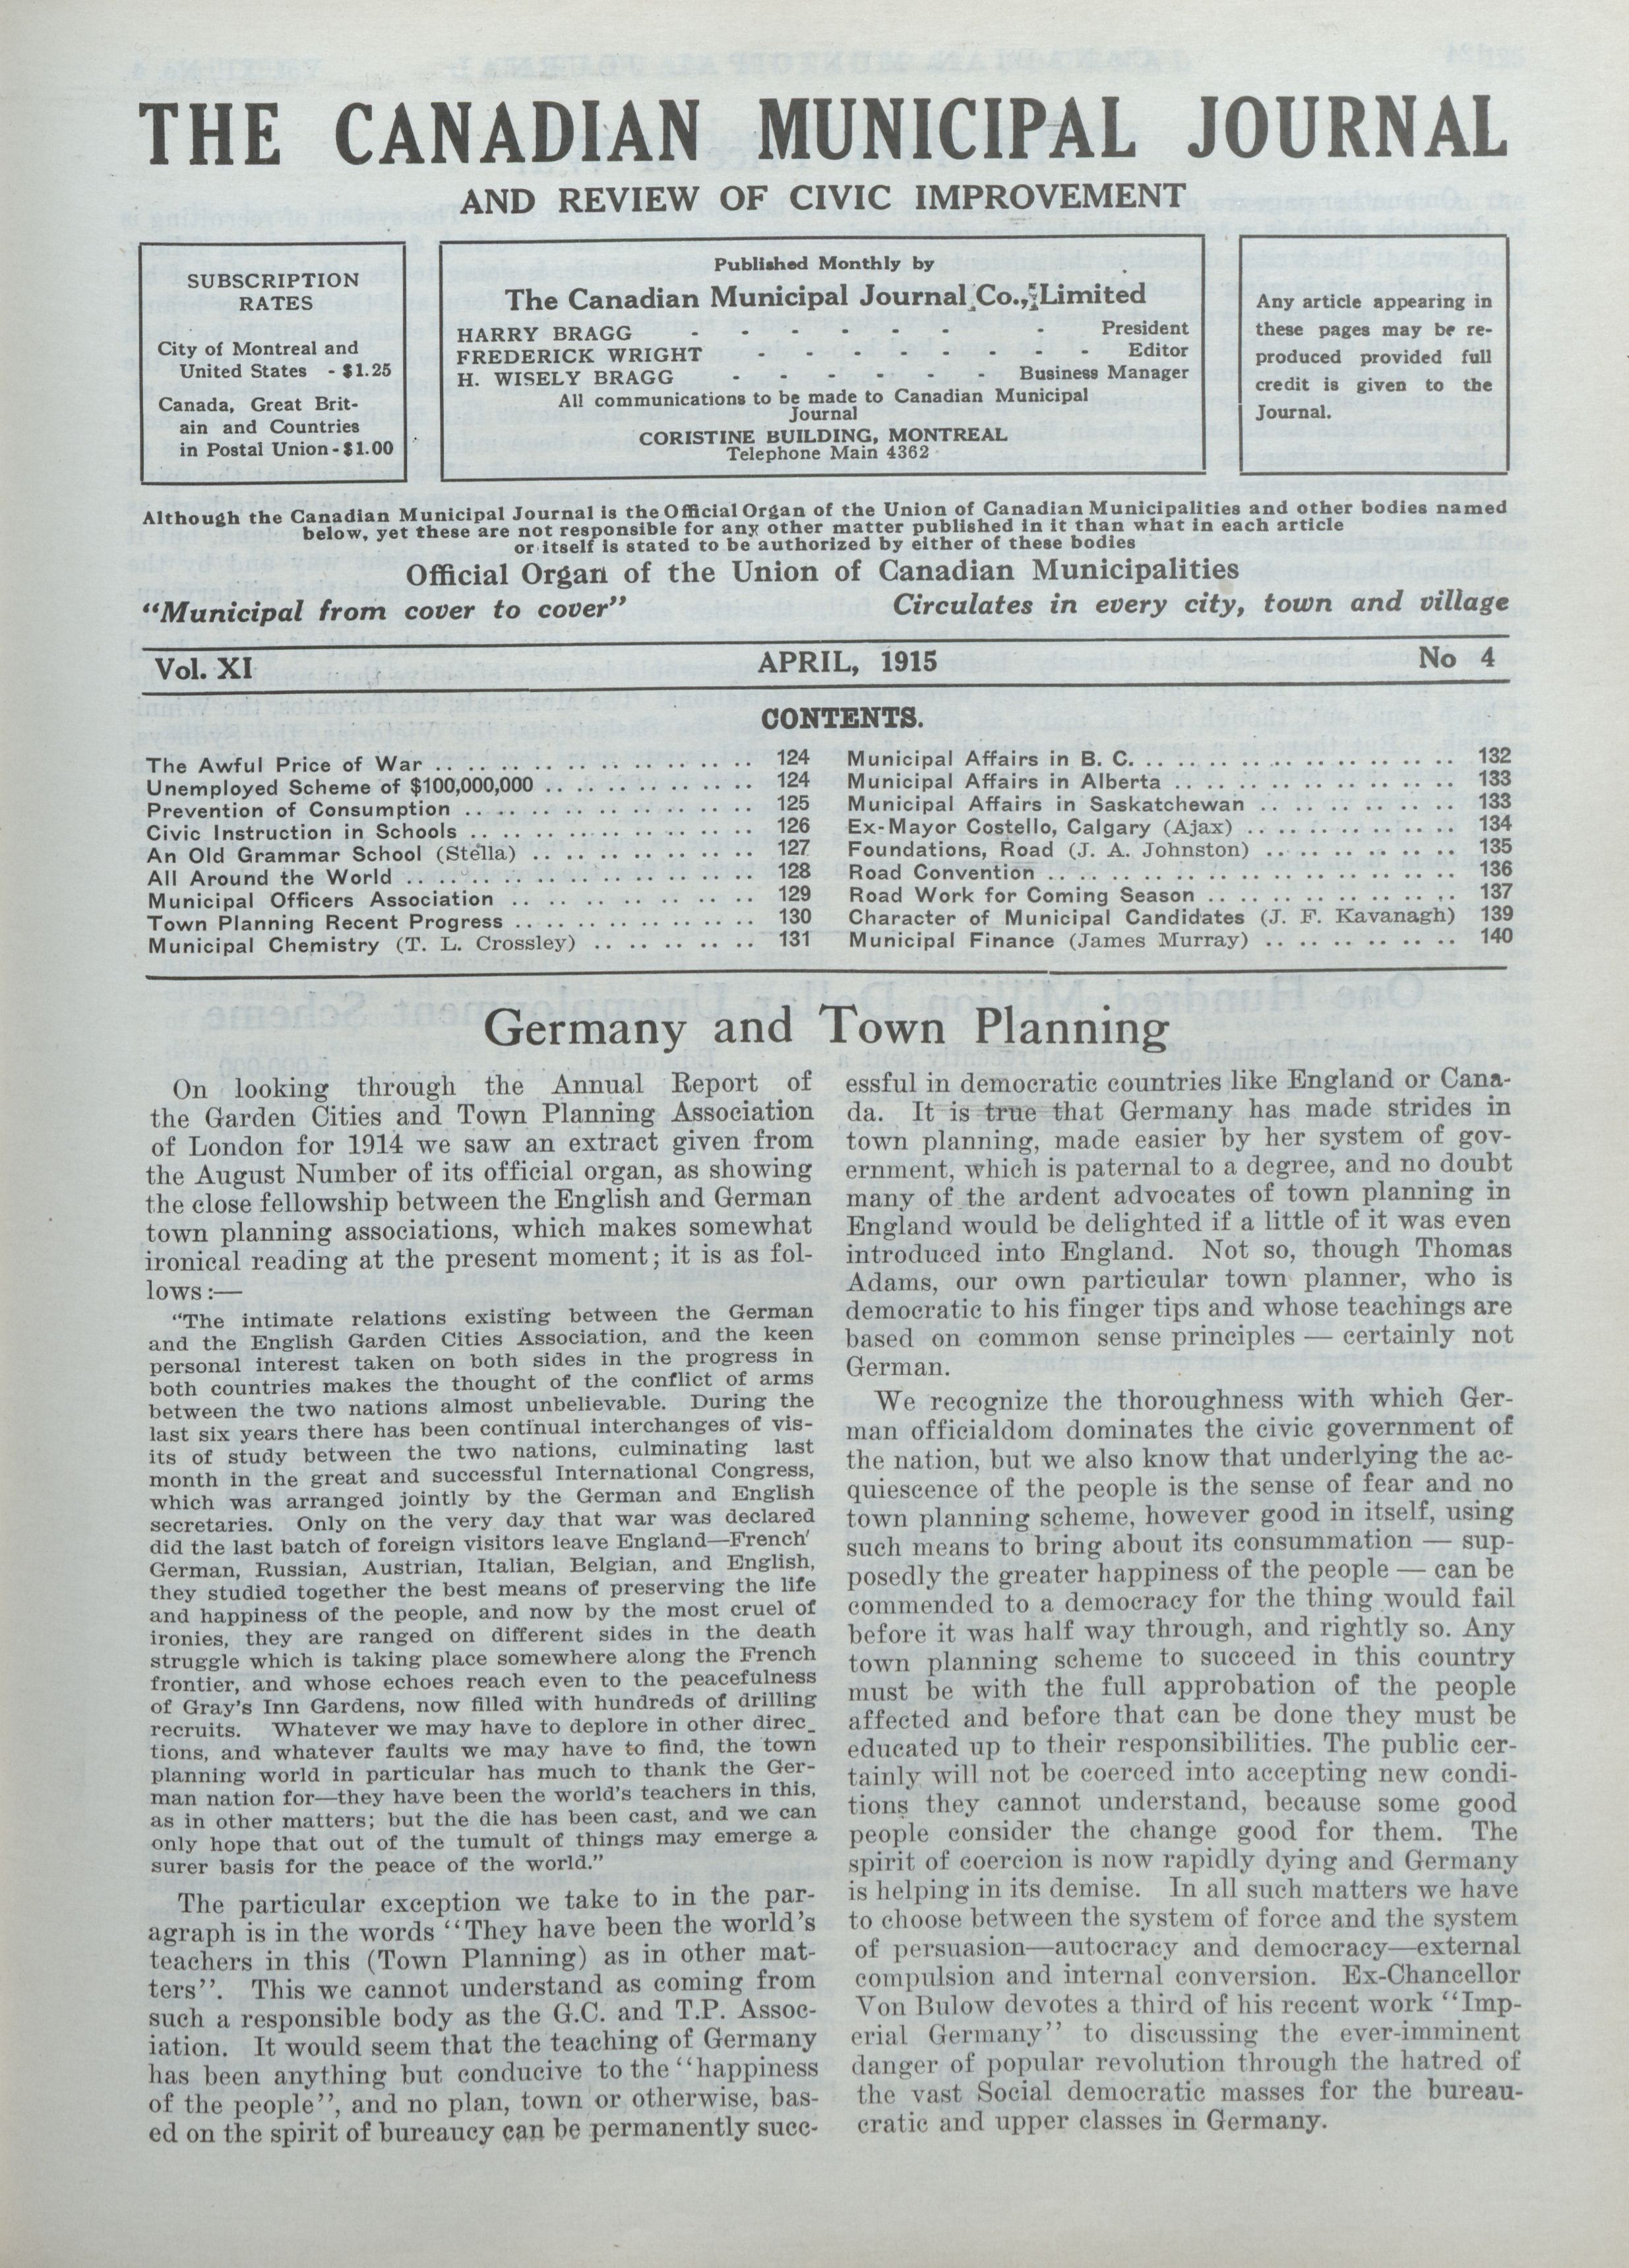 THE CANADIAN MUNICIPAL JOURNAL
AND REVIEW OF CIVIC IMPROVEMENT
SUBSCRIPTION
RATES
City of Montreal and
United States - $1.25
Canada, Great Brit-
ain and Countries
in Postal Union - $1.00
Published Monthly by
The Canadian Municipal Journal Co., Limited
HARRY BRAGG - - - - - - - President
FREDERICK WRIGHT - - - - - - - - Editor
H. WISELY BRAGG - - - - - - Business Manager
All communications to be made to Canadian Municipal
Journal
CORISTINE BUILDING, MONTREAL
Telephone Main 4362
Any article appearing in
these pages may be re-
produced provided full
credit is given to the
Journal.
Although the Canadian Municipal Journal is the Official Organ of the Union of Canadian Municipalities and other bodies named
below, yet these are not responsible for any other matter published in it than what in each article
or itself is stated to be authorized by either of these bodies
Official Organ of the Union of Canadian Municipalities
"Municipal from cover to cover" Circulates in every city, town and village
Vol. XI APRIL, 1915 No 4
CONTENTS.
The Awful Price of War .. .. .. .. .. .. .. .. .. .. 124
Unemployed Scheme of $100,000,000 .. .. .. .. .. .. .. 124
Prevention of Consumption .. .. .. .. .. .. .. .. .. 125
Civic Instruction in Schools .. .. .. .. .. .. .. .. .. 126
An Old Grammar School (Stella) .. .. .. .. .. .. .. 127
All Around the World .. .. .. .. .. .. .. .. .. .. .. 128
Municipal Officers Association .. .. .. .. .. .. .. .. 129
Town Planning Recent Progress .. .. .. .. .. .. .. .. 130
Municipal Chemistry (T. L. Crossley) .. .. .. .. .. .. 131
Municipal Affairs in B. C. .. .. .. .. .. .. .. .. .. .. 132
Municipal Affairs in Alberta .. .. .. .. .. .. .. .. .. 133
Municipal Affairs in Saskatchewan .. .. .. .. .. .. .. 133
Ex-Mayor Costello, Calgary (Ajax) .. .. .. .. .. .. .. 134
Foundations, Road (J. A. Johnston) .. .. .. .. .. .. 135
Road Convention .. .. .. .. .. .. .. .. .. .. .. .. 136
Road Work for Coming Season .. .. .. .. .. .. .. .. 137
Character of Municipal Candidates (J. F. Kavanagh) 139
Municipal Finance (James Murray) .. .. .. .. .. .. 140
Germany and Town Planning
On looking through the Annual Report of
the Garden Cities and Town Planning Association
of London for 1914 we saw an extract given from
the August Number of its official organ, as showing
the close fellowship between the English and German
town planning associations, which makes somewhat
ironical reading at the present moment; it is as fol-
lows :—
"The intimate relations existing between the German
and the English Garden Cities Association, and the keen
personal interest taken on both sides in the progress in
both countries makes the thought of the conflict of arms
between the two nations almost unbelievable. During the
last six years there has been continual interchanges of vis-
its of study between the two nations, culminating last
month in the great and successful International Congress,
which was arranged jointly by the German and English
secretaries. Only on the very day that war was declared
did the last batch of foreign visitors leave England—French'
German, Russian, Austrian, Italian, Belgian, and English,
they studied together the best means of preserving the life
and happiness of the people, and now by the most cruel of
ironies, they are ranged on different sides in the death
struggle which is taking place somewhere along the French
frontier, and whose echoes reach even to the peacefulness
of Gray's Inn Gardens, now filled with hundreds of drilling
recruits. Whatever we may have to deplore in other direc_
tions, and whatever faults we may have to find, the town
planning world in particular has much to thank the Ger-
man nation for—they have been the world's teachers in this,
as in other matters; but the die has been cast, and we can
only hope that out of the tumult of things may emerge a
surer basis for the peace of the world."
The particular exception we take to in the par-
agraph is in the words "They have been the world's
teachers in this (Town Planning) as in other mat-
ters". This we cannot understand as coming from
such a responsible body as the G.C. and T.P. Assoc-
iation. It would seem that the teaching of Germany
has been anything but conducive to the "happiness
of the people", and no plan, town or otherwise, bas-
ed on the spirit of bureaucy can be permanently succ-
essful in democratic countries like England or Cana-
da. It is true that Germany has made strides in
town planning, made easier by her system of gov-
ernment, which is paternal to a degree, and no doubt
many of the ardent advocates of town planning in
England would be delighted if a little of it was even
introduced into England. Not so, though Thomas
Adams, our own particular town planner, who is
democratic to his finger tips and whose teachings are
based on common sense principles — certainly not
German.
We recognize the thoroughness with which Ger-
man officialdom dominates the civic government of
the nation, but we also know that underlying the ac-
quiescence of the people is the sense of fear and no
town planning scheme, however good in itself, using
such means to bring about its consummation — sup-
posedly the greater happiness of the people — can be
commended to a democracy for the thing would fail
before it was half way through, and rightly so. Any
town planning scheme to succeed in this country
must be with the full approbation of the people
affected and before that can be done they must be
educated up to their responsibilities. The public cer-
tainly will not be coerced into accepting new condi-
tions they cannot understand, because some good
people consider the change good for them. The
spirit of coercion is now rapidly dying and Germany
is helping in its demise. In all such matters we have
to choose between the system of force and the system
of persuasion—autocracy and democracy—external
compulsion and internal conversion. Ex-Chancellor
Von Bulow devotes a third of his recent work "Imp-
erial Germany" to discussing the ever-imminent
danger of popular revolution through the hatred of
the vast Social democratic masses for the bureau-
cratic and upper classes in Germany.